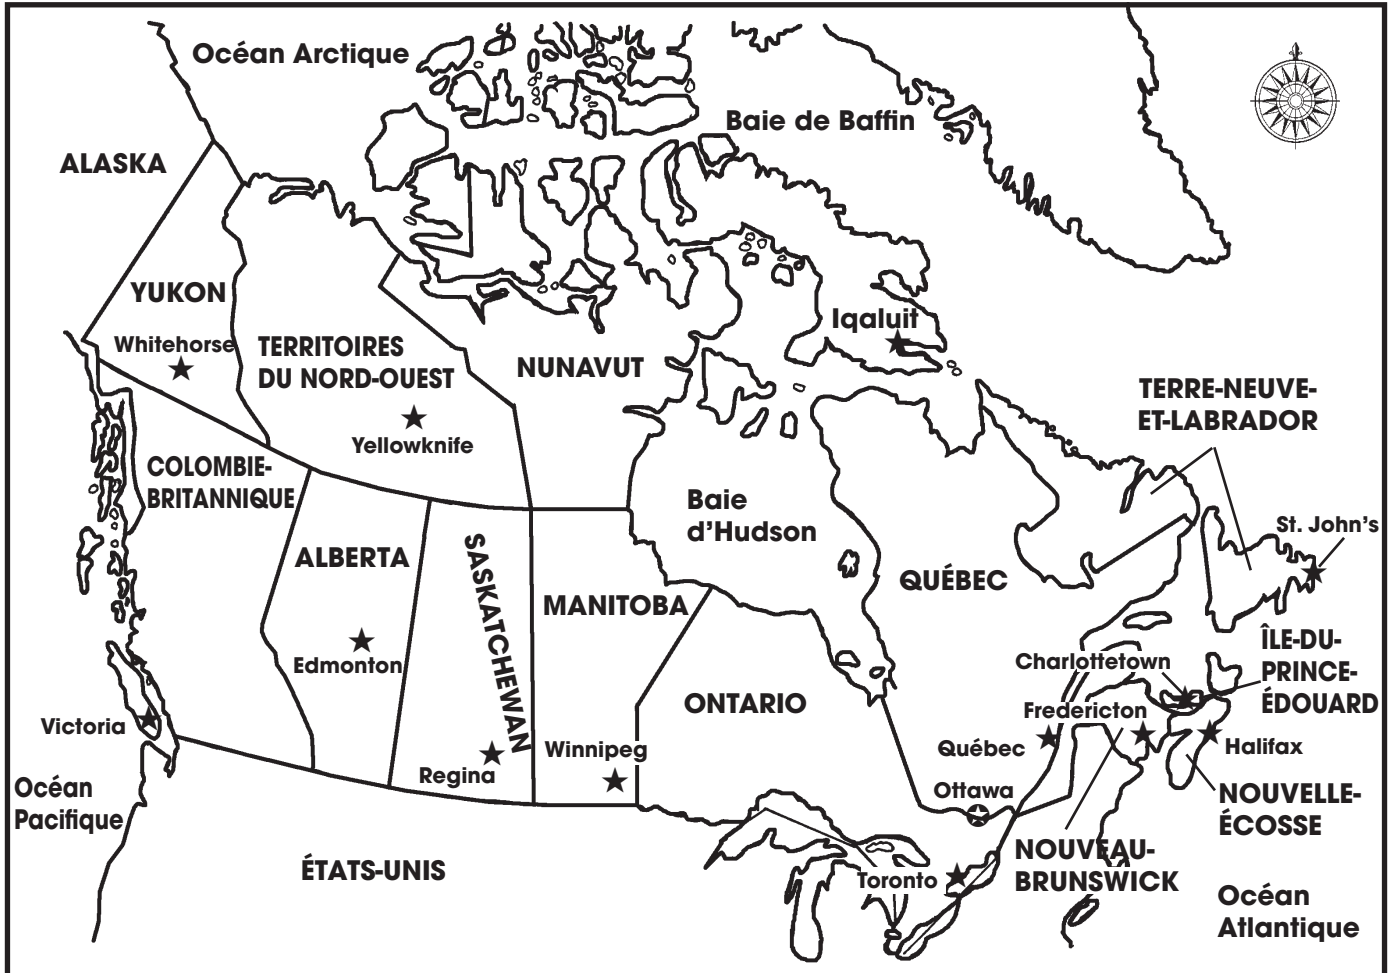 Océan Arctique
Baie de Baffin
ALASKA
YUKON
Whitehorse
TERRITOIRES
DU NORD-OUEST
Yellowknife
NUNAVUT
Iqaluit
TERRE-NEUVE-
ET-LABRADOR
COLOMBIE-
BRITANNIQUE
Baie
d'Hudson
St. John's
ALBERTA
SASKATCHEWAN
MANITOBA
QUÉBEC
Edmonton
ÎLE-DU-
PRINCE-
ÉDOUARD
Charlottetown
ONTARIO
Fredericton
Victoria
Regina
Winnipeg
Québec
Halifax
Océan
Pacifique
Ottawa
NOUVELLE-
ÉCOSSE
ÉTATS-UNIS
Toronto
NOUVEAU-
BRUNSWICK
Océan
Atlantique